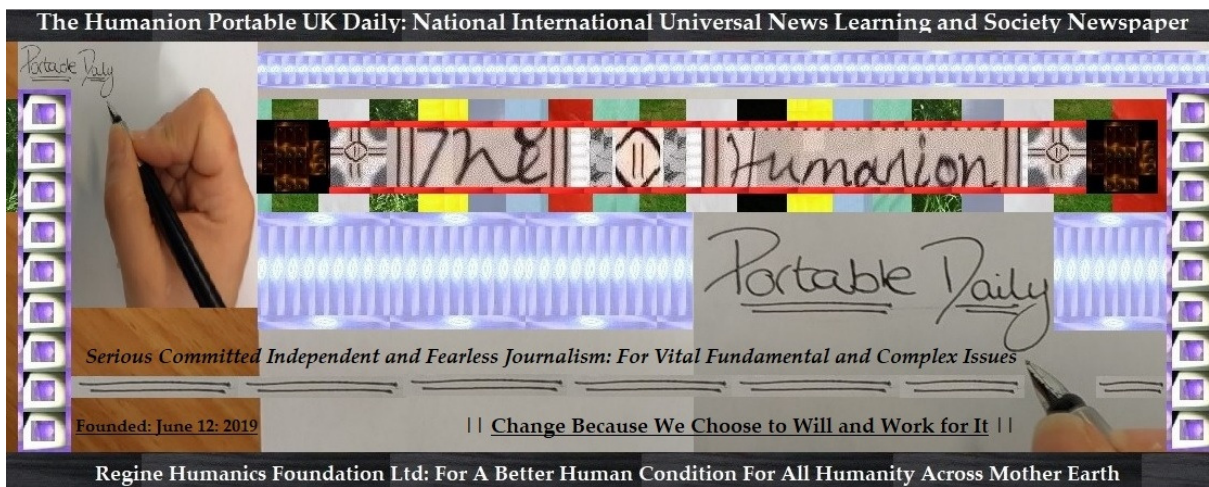 The Humanion Portable UK Daily: National International Universal News Learning and Society Newspaper
Portable Daily
The Humanion
Portable Daily
Serious Committed Independent and Fearless Journalism: For Vital Fundamental and Complex Issues
Founded: June 12: 2019 || Change Because We Choose to Will and Work for It ||
Regine Humanics Foundation Ltd: For A Better Human Condition For All Humanity Across Mother Earth